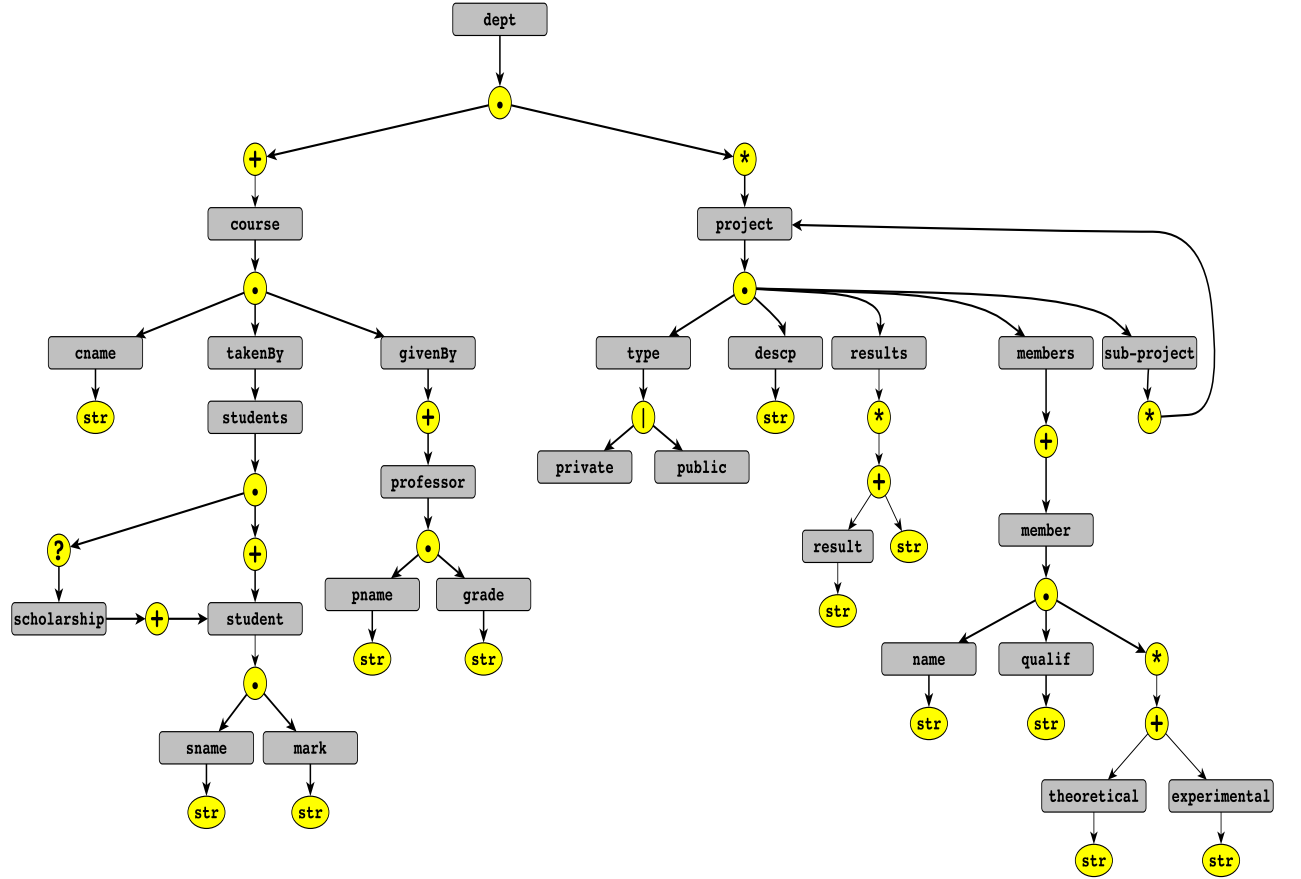 dept
.
+ *
course project
. .
cname takenBy givenBy type descp results members sub-project
str students + | str * + *
professor private public + 
. . member
? + result str
scholarship + student pname grade str .
. str str name qualif *
sname mark str str +
str str theoretical experimental
str str